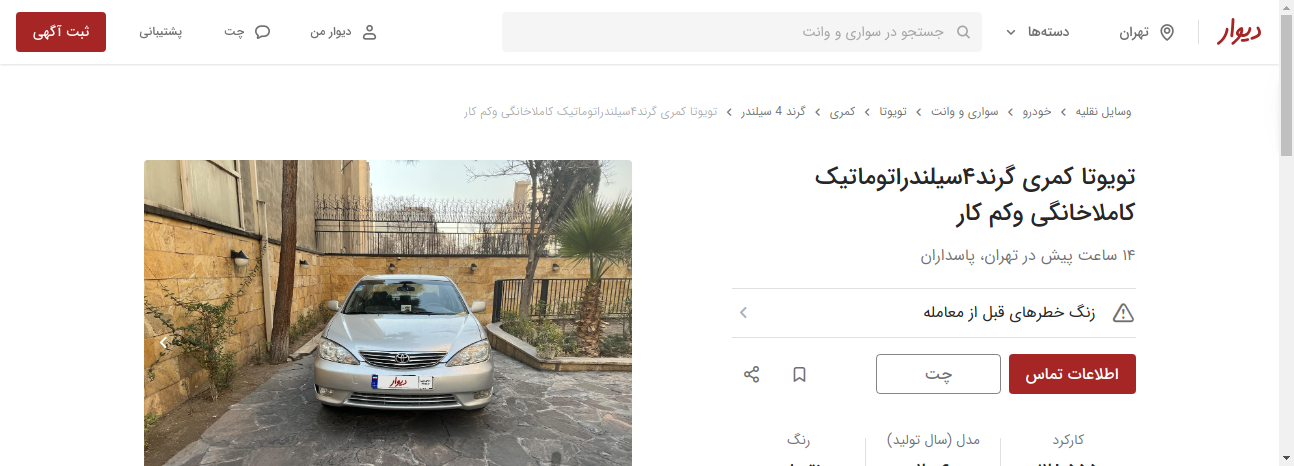 دیوار
تهران
دسته‌ها
جستجو در سواری و وانت
دیوار من
چت
پشتیبانی
ثبت آگهی
وسایل نقلیه › خودرو › سواری و وانت › تویوتا › کمری › گرند 4 سیلندر › تویوتا کمری گرند۴سیلندراتوماتیک کاملاخانگی وکم کار
تویوتا کمری گرند۴سیلندراتوماتیک
کاملاخانگی وکم کار
۱۴ ساعت پیش در تهران، پاسداران
زنگ خطرهای قبل از معامله
اطلاعات تماس
چت
کارکرد
مدل (سال تولید)
رنگ
دیوار